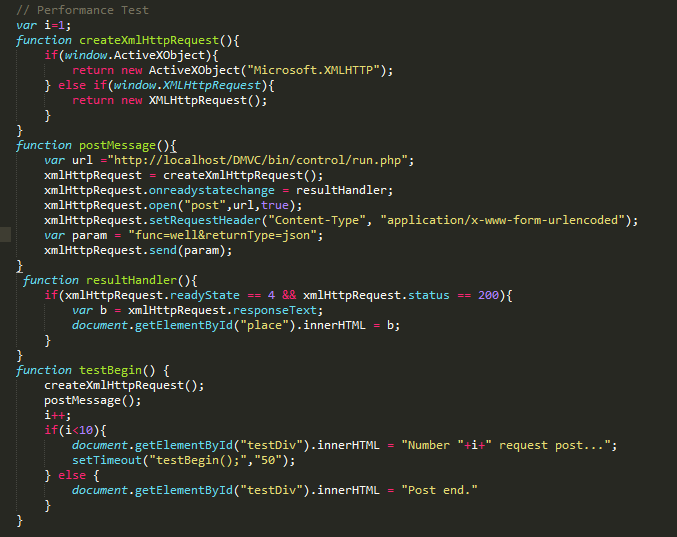 // Performance Test
var i=1;
function createXmlHttpRequest(){
    if(window.ActiveXObject){
        return new ActiveXObject("Microsoft.XMLHTTP");
    } else if(window.XMLHttpRequest){
        return new XMLHttpRequest();
    }
}
function postMessage(){
    var url ="http://localhost/DMVC/bin/control/run.php";
    xmlHttpRequest = createXmlHttpRequest();
    xmlHttpRequest.onreadystatechange = resultHandler;
    xmlHttpRequest.open("post",url,true);
    xmlHttpRequest.setRequestHeader("Content-Type", "application/x-www-form-urlencoded");
    var param = "func=well&returnType=json";
    xmlHttpRequest.send(param);
}
 function resultHandler(){
    if(xmlHttpRequest.readyState == 4 && xmlHttpRequest.status == 200){
        var b = xmlHttpRequest.responseText;
        document.getElementById("place").innerHTML = b;
    }
}
function testBegin() {
    createXmlHttpRequest();
    postMessage();
    i++;
    if(i<10){
        document.getElementById("testDiv").innerHTML = "Number "+i+" request post...";
        setTimeout("testBegin();","50");
    } else {
        document.getElementById("testDiv").innerHTML = "Post end."
    }
}